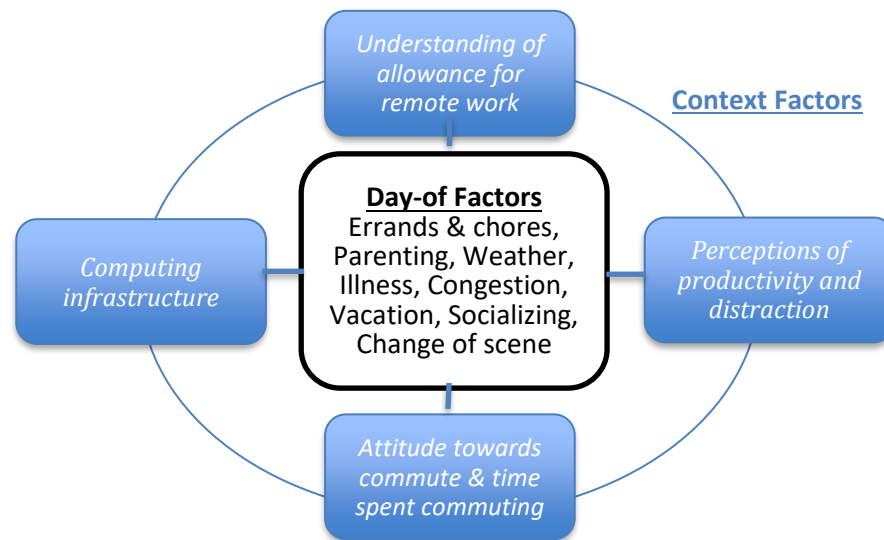 Understanding of
allowance for
remote work
Context Factors
Day-of Factors
Errands & chores,
Parenting, Weather,
Illness, Congestion,
Vacation, Socializing,
Change of scene
Computing
infrastructure
Perceptions of
productivity and
distraction
Attitude towards
commute & time
spent commuting